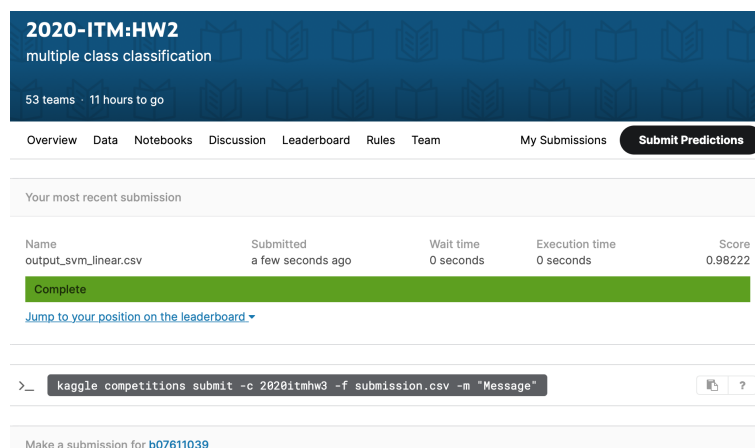 2020-ITM:HW2
multiple class classification
53 teams · 11 hours to go
Overview Data Notebooks Discussion Leaderboard Rules Team My Submissions Submit Predictions
Your most recent submission
Name Submitted Wait time Execution time Score
output_svm_linear.csv a few seconds ago 0 seconds 0 seconds 0.98222
Complete
Jump to your position on the leaderboard
>_ kaggle competitions submit -c 2020itmhw3 -f submission.csv -m "Message" ?
Make a submission for b07611039